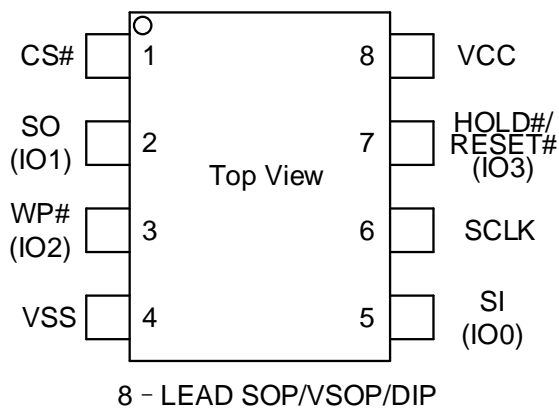 CS# 1 8 VCC
SO
(IO1) 2 7 HOLD#/
RESET#
(IO3)
Top View
WP#
(IO2) 3 6 SCLK
VSS 4 5 SI
(IO0)
8 - LEAD SOP/VSOP/DIP